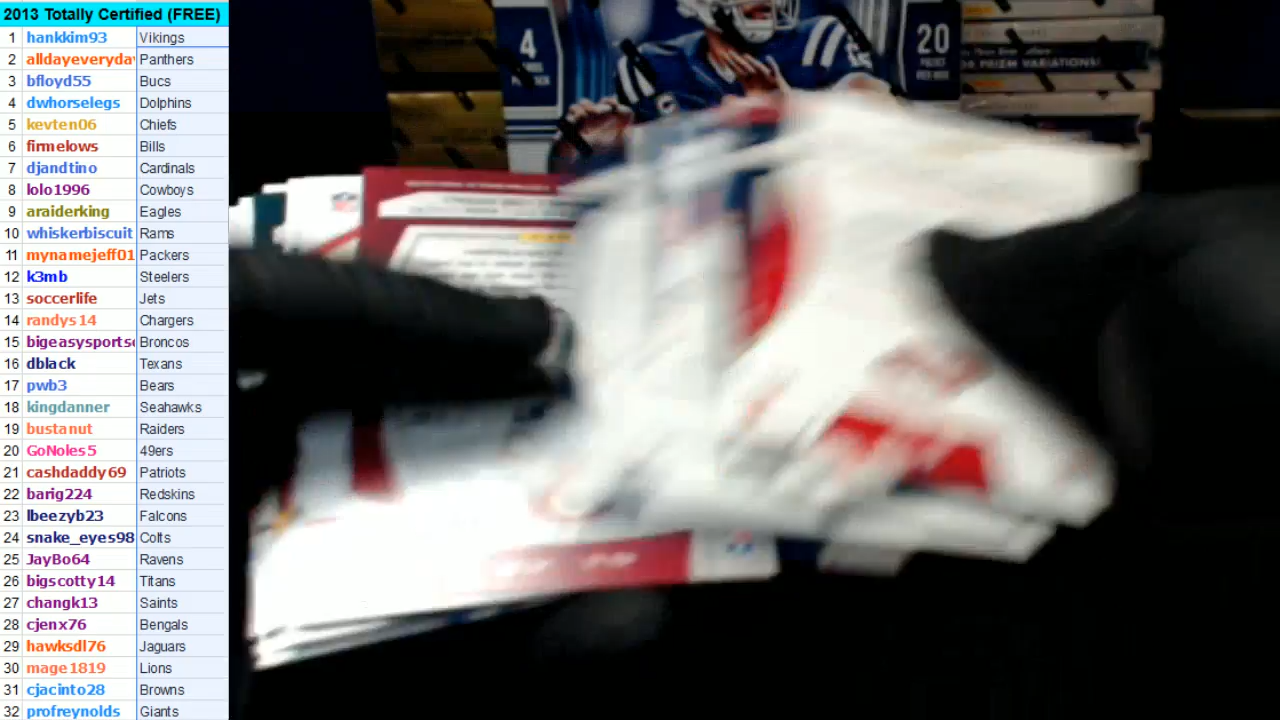 2013 Totally Certified (FREE)
1 hankkim93 Vikings
2 alldayeveryday Panthers
3 bfloyd55 Bucs
4 dwhorselegs Dolphins
5 kevten06 Chiefs
6 firmelows Bills
7 djandtino Cardinals
8 lolo1996 Cowboys
9 araiderking Eagles
10 whiskerbiscuit Rams
11 mynamejeff01 Packers
12 k3mb Steelers
13 soccerlife Jets
14 randys14 Chargers
15 bigeasysports Broncos
16 dblack Texans
17 pwb3 Bears
18 kingdanner Seahawks
19 bustanut Raiders
20 GoNoles5 49ers
21 cashdaddy69 Patriots
22 barig224 Redskins
23 lbeezyb23 Falcons
24 snake_eyes98 Colts
25 JayBo64 Ravens
26 bigscotty14 Titans
27 changk13 Saints
28 cjenx76 Bengals
29 hawksdl76 Jaguars
30 mage1819 Lions
31 cjacinto28 Browns
32 profreynolds Giants
4
20
PRIZM VARIATIONS!